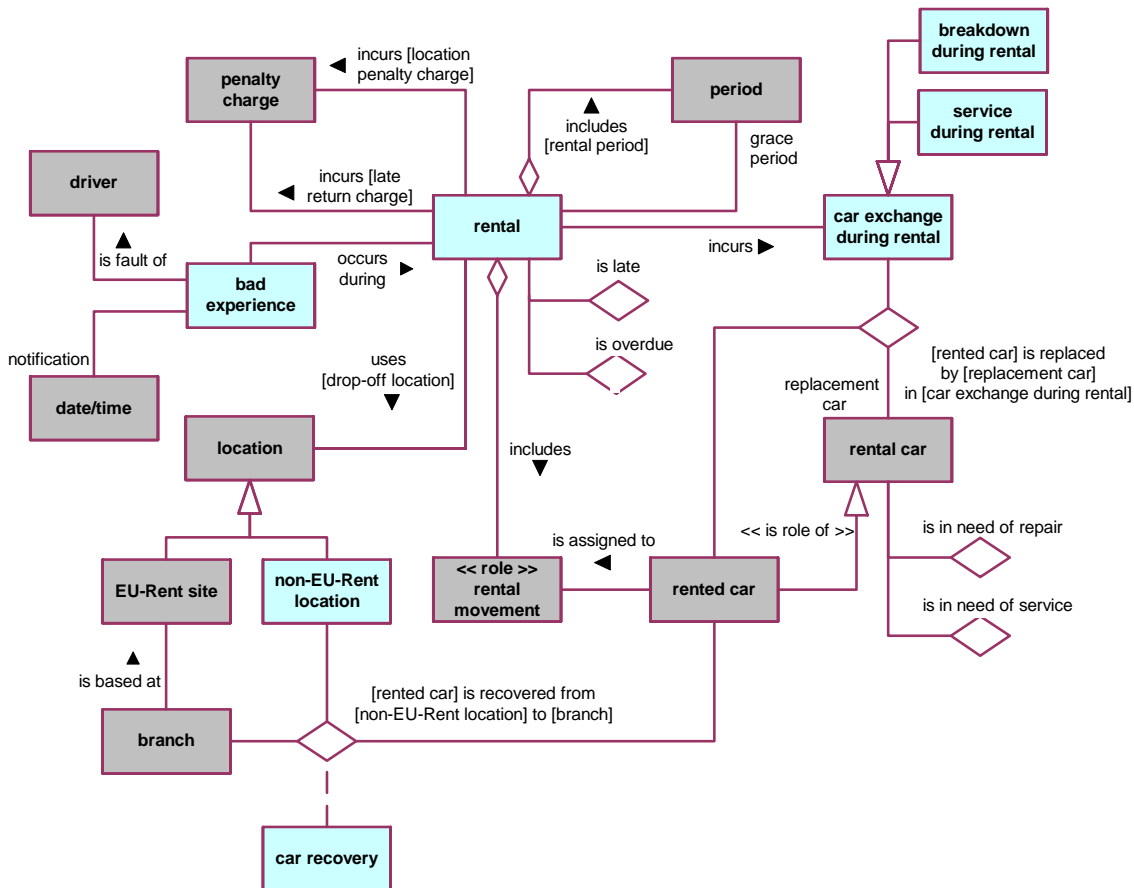 breakdown
during rental
incurs [location
penalty charge]
penalty
charge
period
includes
[rental period]
service
during rental
grace
period
driver
incurs [late
return charge]
rental
car exchange
during rental
incurs
is fault of
occurs
during
bad
experience
is late
is overdue
notification
uses
[drop-off location]
[rented car] is replaced
by [replacement car]
in [car exchange during rental]
replacement
car
date/time
location
rental car
includes
<< is role of >>
is in need of repair
is assigned to
EU-Rent site
non-EU-Rent
location
<< role >>
rental
movement
rented car
is in need of service
is based at
[rented car] is recovered from
[non-EU-Rent location] to [branch]
branch
car recovery